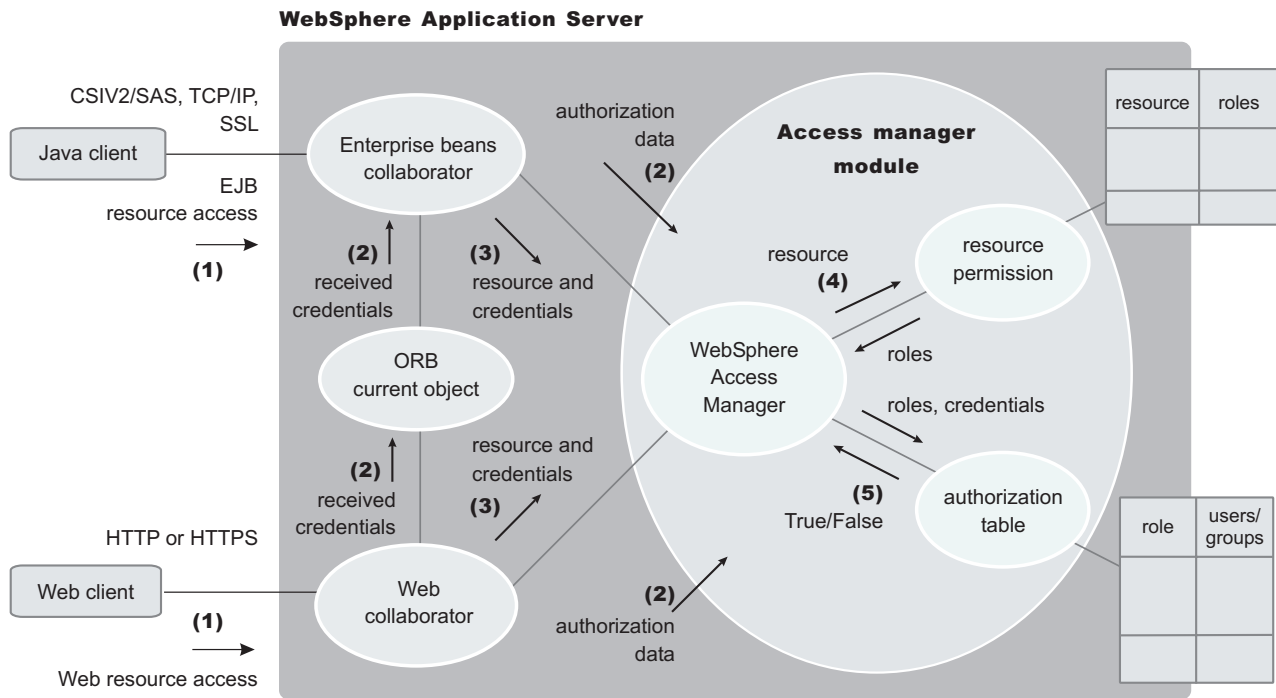 WebSphere Application Server
CSIV2/SAS, TCP/IP,
SSL
Java client
EJB
resource access
(1)
Enterprise beans
collaborator
(2)
received
credentials
(3)
resource and
credentials
authorization
data
(2)
Access manager
module
resource
(4)
resource
permission
roles
resource
roles
ORB
current object
WebSphere
Access
Manager
roles, credentials
(2)
received
credentials
resource and
credentials
(3)
(5)
True/False
authorization
table
role
users/
groups
HTTP or HTTPS
Web client
(1)
Web resource access
Web
collaborator
(2)
authorization
data